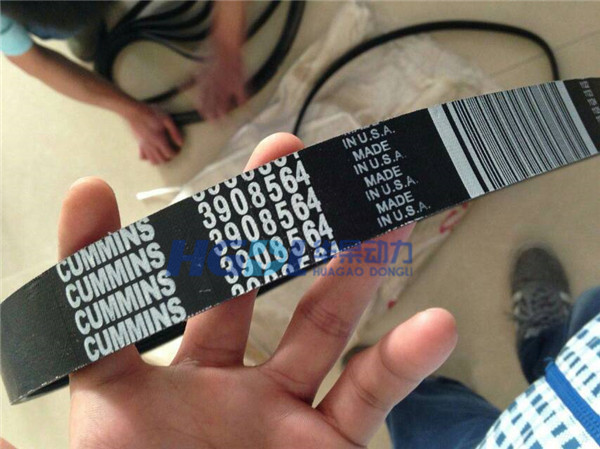 CUMMINS
CUMMINS
CUMMINS
CUMMINS
3908564
3908564
3908564
IN U.S.A.
MADE
IN U.S.A.
MADE
IN U.S.A.
MADE
IN U.S.A.
HGDL 华高动力
HUAGAO DONGLI